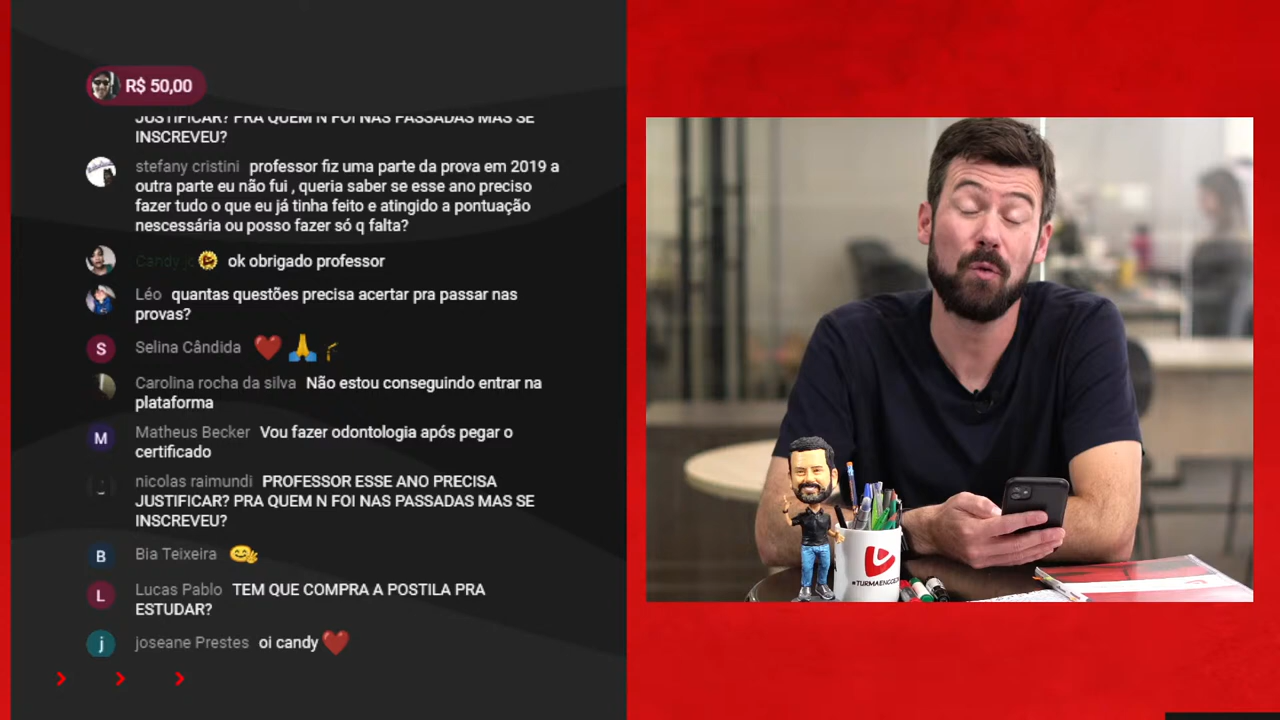 R$ 50,00
JUSTIFICAR? PRA QUEM N FOI NAS PASSADAS MAS SE
INSCREVEU?
stefany cristini professor fiz uma parte da prova em 2019 a
outra parte eu não fui , queria saber se esse ano preciso
fazer tudo o que eu já tinha feito e atingido a pontuação
nescessária ou posso fazer só q falta?
Candy ok obrigado professor
Léo quantas questões precisa acertar pra passar nas
provas?
S Selina Cândida
Carolina rocha da silva Não estou conseguindo entrar na
plataforma
M Matheus Becker Vou fazer odontologia após pegar o
certificado
nicolas raimundi PROFESSOR ESSE ANO PRECISA
JUSTIFICAR? PRA QUEM N FOI NAS PASSADAS MAS SE
INSCREVEU?
B Bia Teixeira
L Lucas Pablo TEM QUE COMPRA A POSTILA PRA
ESTUDAR?
j joseane Prestes oi candy